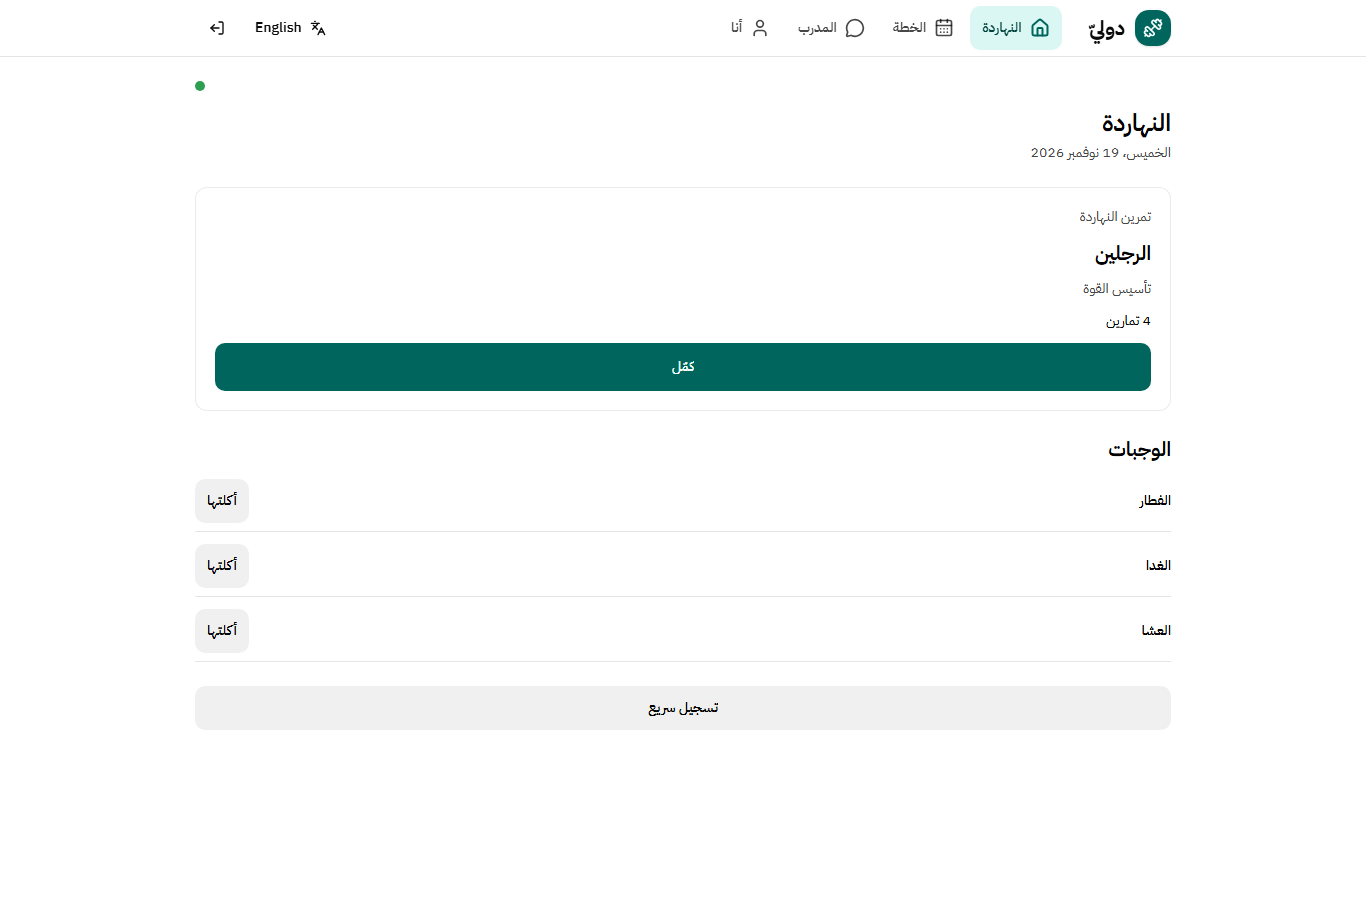 دوليّ
النهاردة
الخطة
المدرب
أنا
English
النهاردة
الخميس، 19 نوفمبر 2026
تمرين النهاردة
الرجلين
تأسيس القوة
4 تمارين
كمّل
الوجبات
الفطار
أكلتها
الغدا
أكلتها
العشا
أكلتها
تسجيل سريع